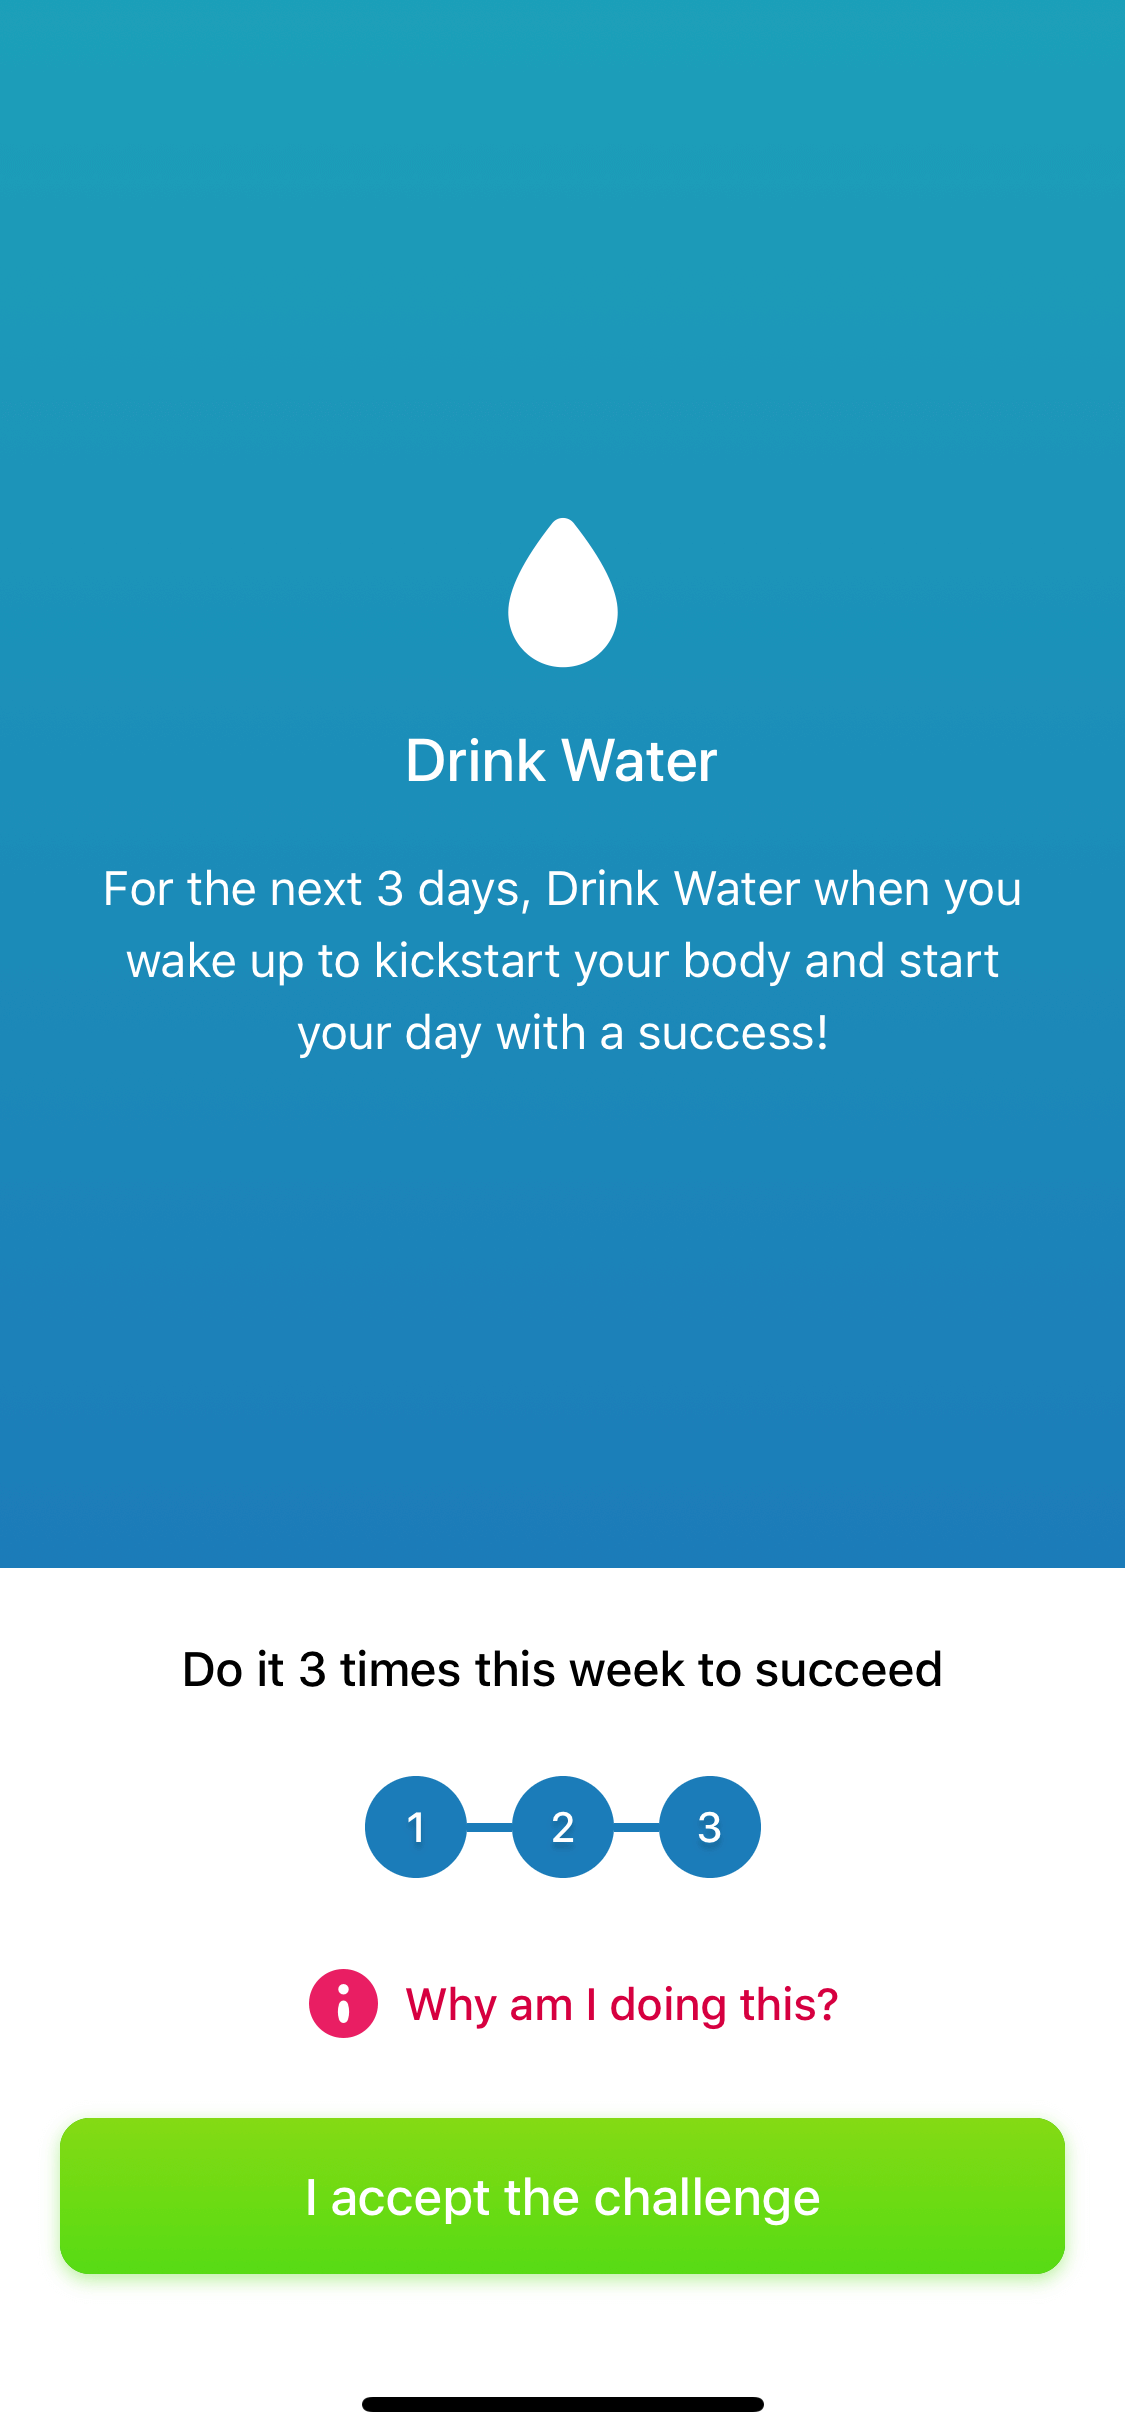 Drink Water
For the next 3 days, Drink Water when you
wake up to kickstart your body and start
your day with a success!
Do it 3 times this week to succeed
1 2 3
Why am I doing this?
I accept the challenge